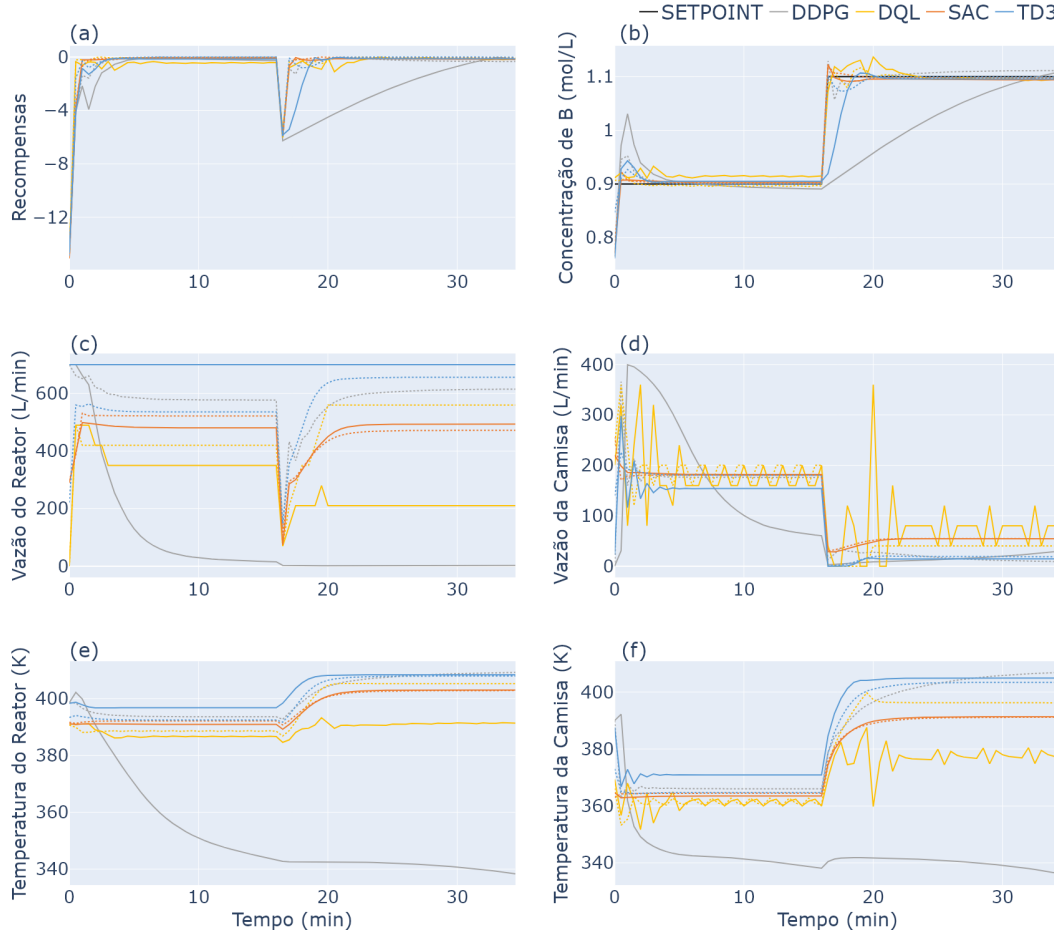 SETPOINT DDPG DQL SAC TD3
(a)
0
−4
−8
−12
Recompensas
0 10 20 30
(b)
1.1
1
0.9
0.8
Concentração de B (mol/L)
0 10 20 30
(c)
600
400
200
0
Vazão do Reator (L/min)
0 10 20 30
(d)
400
300
200
100
0
Vazão da Camisa (L/min)
0 10 20 30
(e)
400
380
360
340
Temperatura do Reator (K)
0 10 20 30
Tempo (min)
(f)
400
380
360
340
Temperatura da Camisa (K)
0 10 20 30
Tempo (min)